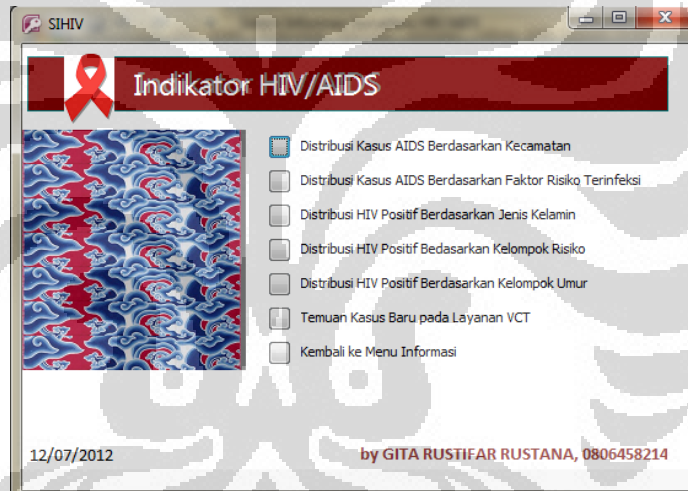 SIHIV
Indikator HIV/AIDS
Distribusi Kasus AIDS Berdasarkan Kecamatan
Distribusi Kasus AIDS Berdasarkan Faktor Risiko Terinfeksi
Distribusi HIV Positif Berdasarkan Jenis Kelamin
Distribusi HIV Positif Bedasarkan Kelompok Risiko
Distribusi HIV Positif Berdasarkan Kelompok Umur
Temuan Kasus Baru pada Layanan VCT
Kembali ke Menu Informasi
12/07/2012
by GITA RUSTIFAR RUSTANA, 0806458214